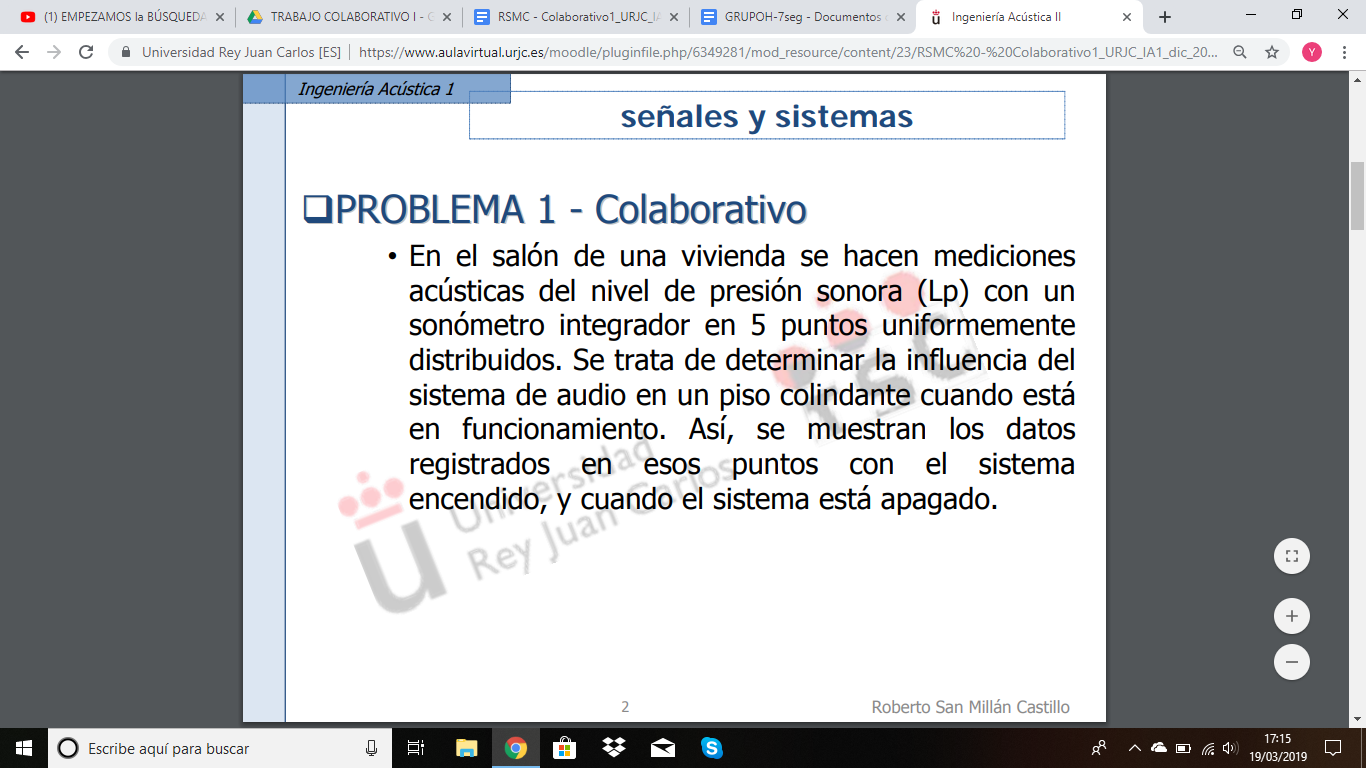 (1) EMPEZAMOS la BÚSQUEDA
TRABAJO COLABORATIVO I - G
RSMC - Colaborativo1_URJC_IA
GRUPOH-7seg - Documentos
Ingeniería Acústica II
Universidad Rey Juan Carlos [ES]
https://www.aulavirtual.urjc.es/moodle/pluginfile.php/6349281/mod_resource/content/23/RSMC%20-%20Colaborativo1_URJC_IA1_dic_20...
Y
Ingeniería Acústica 1
señales y sistemas
PROBLEMA 1 - Colaborativo
• En el salón de una vivienda se hacen mediciones
acústicas del nivel de presión sonora (Lp) con un
sonómetro integrador en 5 puntos uniformemente
distribuidos. Se trata de determinar la influencia del
sistema de audio en un piso colindante cuando está
en funcionamiento. Así, se muestran los datos
registrados en esos puntos con el sistema
encendido, y cuando el sistema está apagado.
rsc
u
Universidad
Rey Juan Carlos
2
Roberto San Millán Castillo
Escribe aquí para buscar
17:15
19/03/2019